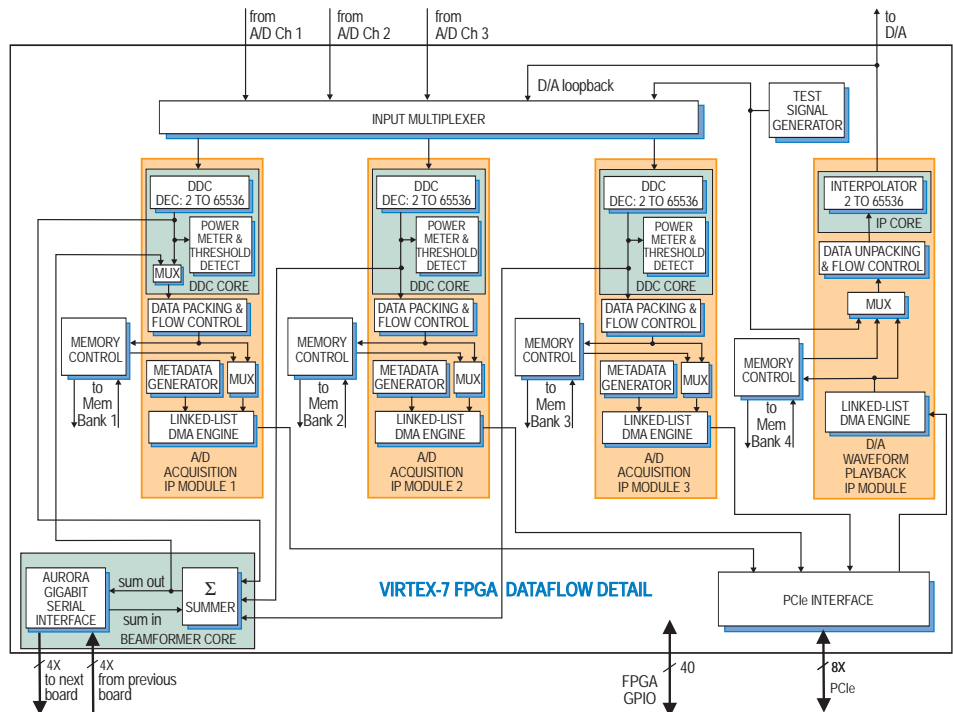 from
A/D Ch 1
from
A/D Ch 2
from
A/D Ch 3
to
D/A
D/A loopback
INPUT MULTIPLEXER
TEST
SIGNAL
GENERATOR
DDC
DEC: 2 TO 65536
POWER
METER &
THRESHOLD
DETECT
MUX
DDC CORE
DATA PACKING &
FLOW CONTROL
MEMORY
CONTROL
to
Mem
Bank 1
METADATA
GENERATOR
MUX
LINKED-LIST
DMA ENGINE
A/D
ACQUISITION
IP MODULE 1
DDC
DEC: 2 TO 65536
POWER
METER &
THRESHOLD
DETECT
DDC CORE
DATA PACKING &
FLOW CONTROL
MEMORY
CONTROL
to
Mem
Bank 2
METADATA
GENERATOR
MUX
LINKED-LIST
DMA ENGINE
A/D
ACQUISITION
IP MODULE 2
DDC
DEC: 2 TO 65536
POWER
METER &
THRESHOLD
DETECT
DDC CORE
DATA PACKING &
FLOW CONTROL
MEMORY
CONTROL
to
Mem
Bank 3
METADATA
GENERATOR
MUX
LINKED-LIST
DMA ENGINE
A/D
ACQUISITION
IP MODULE 3
INTERPOLATOR
2 TO 65536
IP CORE
DATA UNPACKING
& FLOW CONTROL
MUX
MEMORY
CONTROL
to
Mem
Bank 4
LINKED-LIST
DMA ENGINE
D/A
WAVEFORM
PLAYBACK
IP MODULE
AURORA
GIGABIT
SERIAL
INTERFACE
sum out
sum in
Σ
SUMMER
BEAMFORMER CORE
VIRTEX-7 FPGA DATAFLOW DETAIL
PCIe INTERFACE
4X
to next
board
4X
from previous
board
40
FPGA
GPIO
8X
PCIe